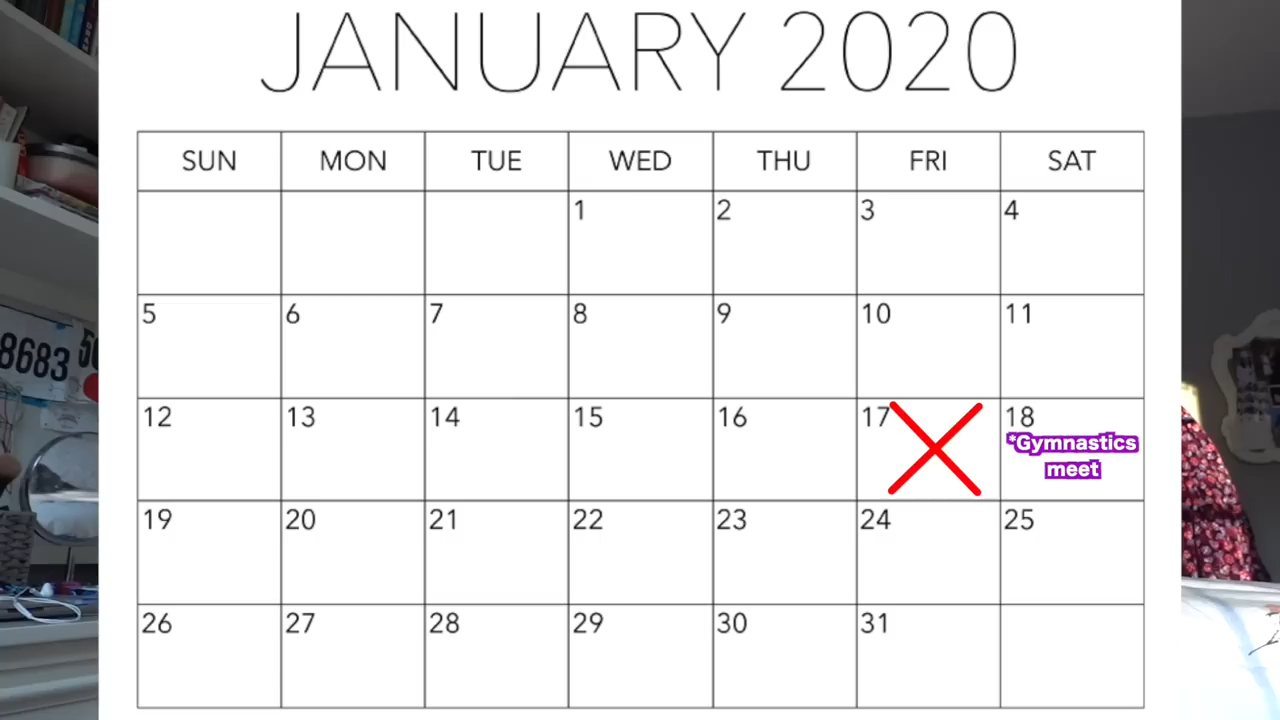 JANUARY 2020
SUN MON TUE WED THU FRI SAT
1 2 3 4
5 6 7 8 9 10 11
12 13 14 15 16 17 18
*Gymnastics
meet
19 20 21 22 23 24 25
26 27 28 29 30 31
8683